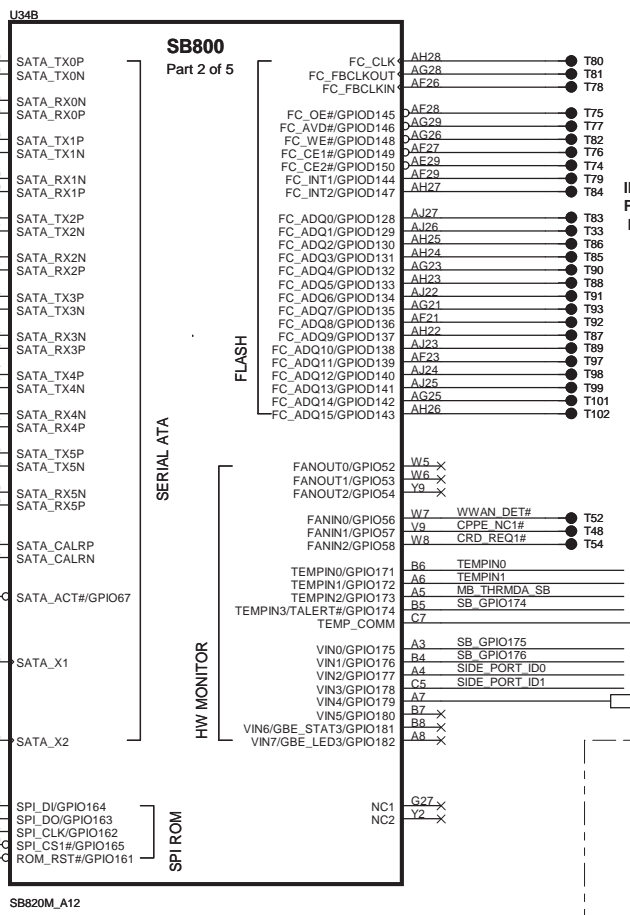 U34B
SB800
Part 2 of 5
SATA_TX0P
SATA_TX0N
SATA_RX0N
SATA_RX0P
SATA_TX1P
SATA_TX1N
SATA_RX1N
SATA_RX1P
SATA_TX2P
SATA_TX2N
SATA_RX2N
SATA_RX2P
SATA_TX3P
SATA_TX3N
SATA_RX3N
SATA_RX3P
SATA_TX4P
SATA_TX4N
SATA_RX4N
SATA_RX4P
SATA_TX5P
SATA_TX5N
SATA_RX5N
SATA_RX5P
SATA_CALRP
SATA_CALRN
SATA_ACT#/GPIO67
SATA_X1
SATA_X2
SERIAL ATA
SPI_DI/GPIO164
SPI_DO/GPIO163
SPI_CLK/GPIO162
SPI_CS1#/GPIO165
ROM_RST#/GPIO161
SPI ROM
FLASH
FC_CLK AH28 T80
FC_FBCLKOUT AG28 T81
FC_FBCLKIN AF26 T78
FC_OE#/GPIOD145 AF28 T75
FC_AVD#/GPIOD146 AG29 T77
FC_WE#/GPIOD148 AG26 T82
FC_CE1#/GPIOD149 AF27 T76
FC_CE2#/GPIOD150 AE29 T74
FC_INT1/GPIOD144 AF29 T79
FC_INT2/GPIOD147 AH27 T84
FC_ADQ0/GPIOD128 AJ27 T83
FC_ADQ1/GPIOD129 AJ26 T33
FC_ADQ2/GPIOD130 AH25 T86
FC_ADQ3/GPIOD131 AH24 T85
FC_ADQ4/GPIOD132 AG23 T90
FC_ADQ5/GPIOD133 AH23 T88
FC_ADQ6/GPIOD134 AJ22 T91
FC_ADQ7/GPIOD135 AG21 T93
FC_ADQ8/GPIOD136 AF21 T92
FC_ADQ9/GPIOD137 AH22 T87
FC_ADQ10/GPIOD138 AJ23 T89
FC_ADQ11/GPIOD139 AF23 T97
FC_ADQ12/GPIOD140 AJ24 T98
FC_ADQ13/GPIOD141 AJ25 T99
FC_ADQ14/GPIOD142 AG25 T101
FC_ADQ15/GPIOD143 AH26 T102
HW MONITOR
FANOUT0/GPIO52 W5
FANOUT1/GPIO53 W6
FANOUT2/GPIO54 Y9
FANIN0/GPIO56 W7 WWAN_DET# T52
FANIN1/GPIO57 V9 CPPE_NC1# T48
FANIN2/GPIO58 W8 CRD_REQ1# T54
TEMPIN0/GPIO171 B6 TEMPIN0
TEMPIN1/GPIO172 A6 TEMPIN1
TEMPIN2/GPIO173 A5 MB_THRMDA_SB
TEMPIN3/TALERT#/GPIO174 B5 SB_GPIO174
TEMP_COMM C7
VIN0/GPIO175 A3 SB_GPIO175
VIN1/GPIO176 B4 SB_GPIO176
VIN2/GPIO177 A4 SIDE_PORT_ID0
VIN3/GPIO178 C5 SIDE_PORT_ID1
VIN4/GPIO179 A7
VIN5/GPIO180 B7
VIN6/GBE_STAT3/GPIO181 B8
VIN7/GBE_LED3/GPIO182 A8
NC1 G27
NC2 Y2
SB820M_A12